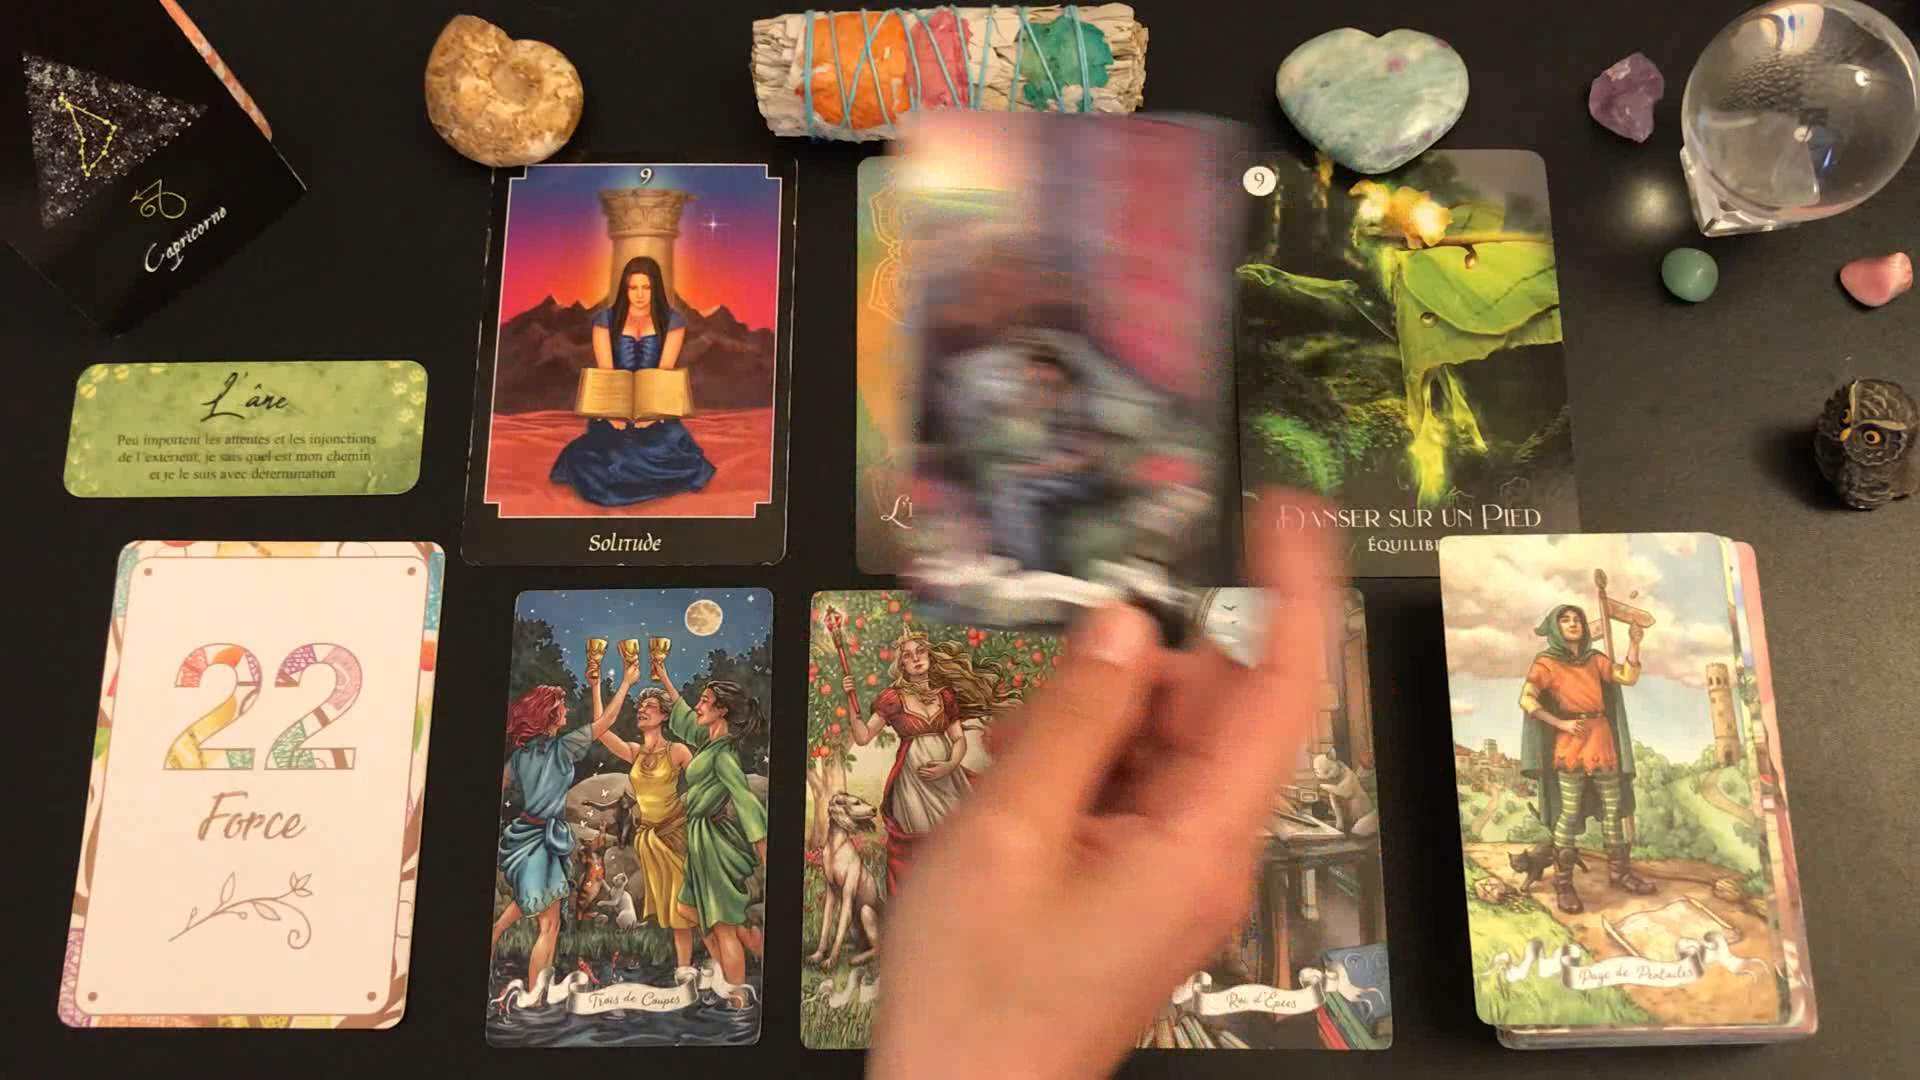 Capricorne
L'âne
Peu importent les attentes et les injonctions
de l'extérieur, je sais quel est mon chemin
et je le suis avec détermination
22
Force
9
Solitude
9
Danser sur un Pied
Trois de Coupes
Roi d'Épées
Page de Pentacles